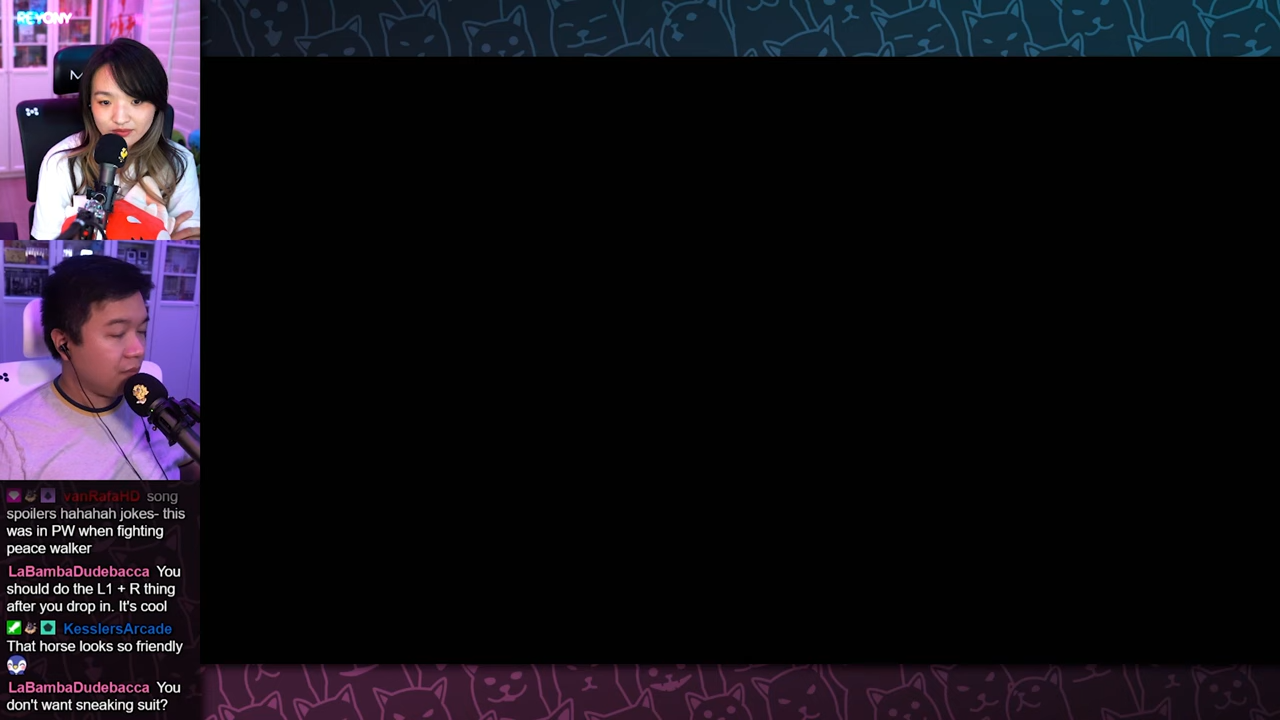 REYONY
vanRafaHD song
spoilers hahahah jokes- this
was in PW when fighting
peace walker
LaBambaDudebacca You
should do the L1 + R thing
after you drop in. It's cool
KesslersArcade
That horse looks so friendly
LaBambaDudebacca You
don't want sneaking suit?